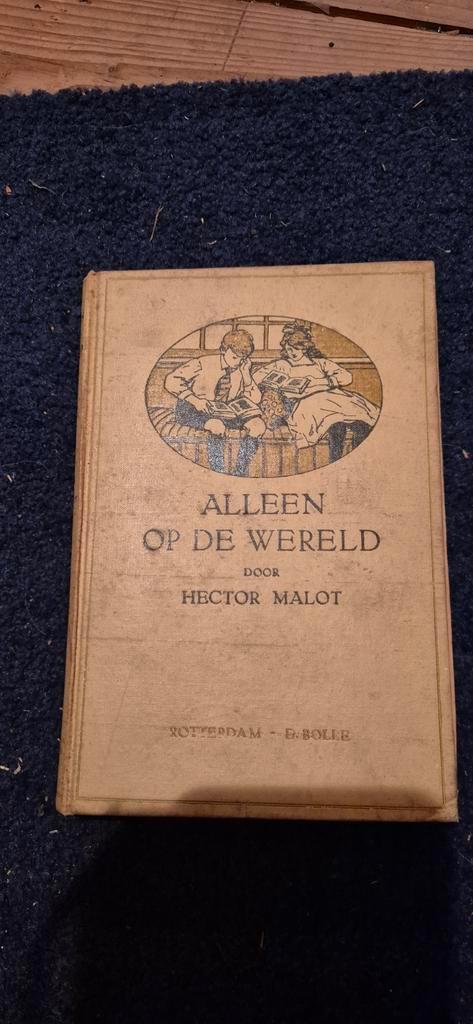 ALLEEN
OP DE WERELD
DOOR
HECTOR MALOT
ROTTERDAM - D. BOLLE